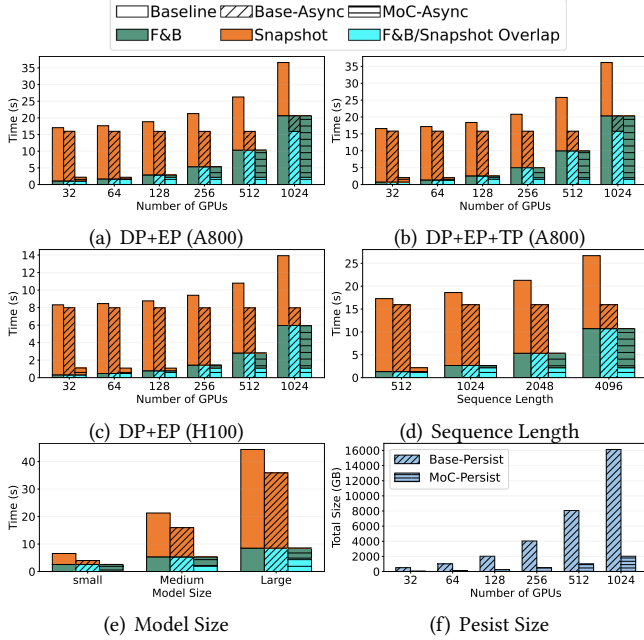 Baseline Base-Async MoC-Async
F&B Snapshot F&B/Snapshot Overlap
Time (s)
35
30
25
20
15
10
5
0
32 64 128 256 512 1024
Number of GPUs
(a) DP+EP (A800)
Time (s)
35
30
25
20
15
10
5
0
32 64 128 256 512 1024
Number of GPUs
(b) DP+EP+TP (A800)
Time (s)
14
12
10
8
6
4
2
0
32 64 128 256 512 1024
Number of GPUs
(c) DP+EP (H100)
Time (s)
25
20
15
10
5
0
512 1024 2048 4096
Sequence Length
(d) Sequence Length
Time (s)
40
30
20
10
0
small Medium Large
Model Size
(e) Model Size
Total Size (GB)
16000
14000
12000
10000
8000
6000
4000
2000
0
Base-Persist
MoC-Persist
32 64 128 256 512 1024
Number of GPUs
(f) Pesist Size